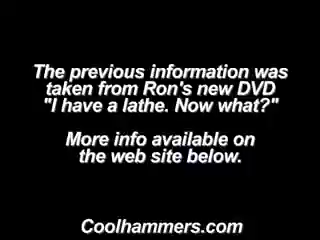 The previous information was
taken from Ron's new DVD
"I have a lathe. Now what?"
More info available on
the web site below.
Coolhammers.com